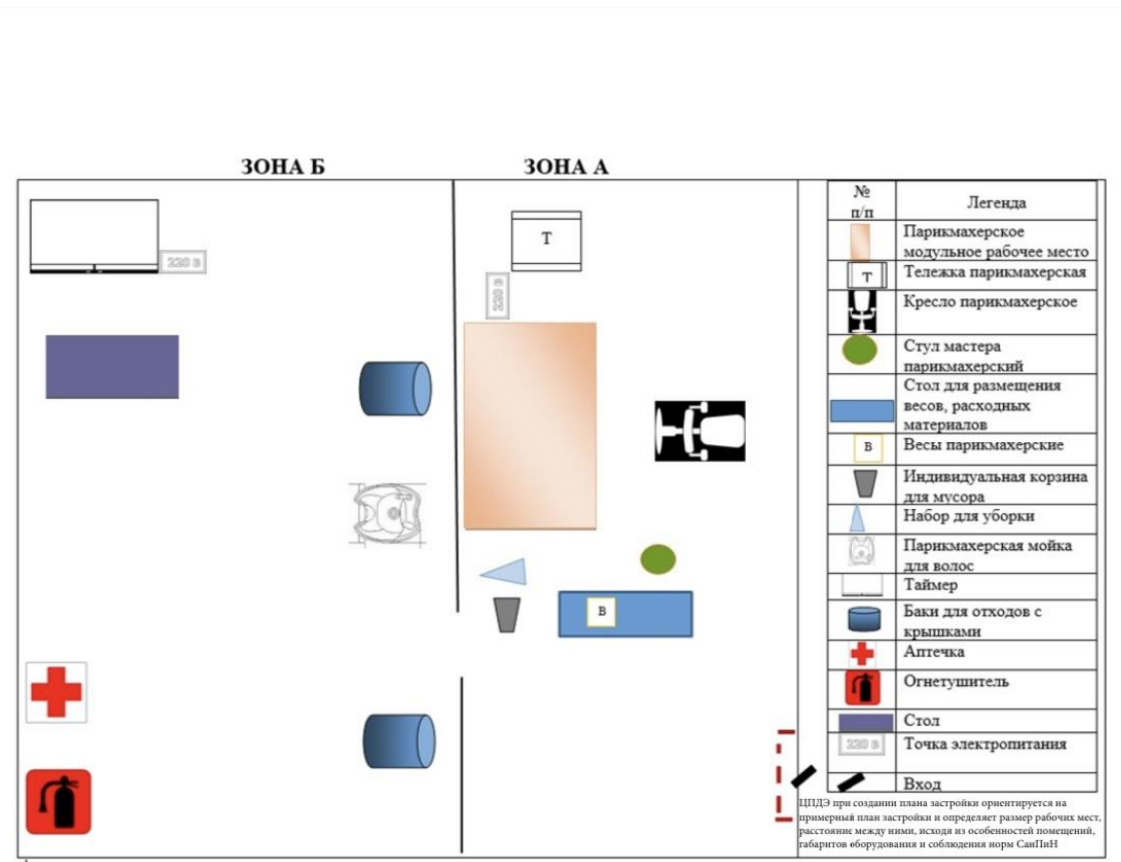 ЗОНА Б
ЗОНА А
220 в
Т
220 в
В
№
п/п
Легенда
Парикмахерское
модульное рабочее место
Т
Тележка парикмахерская
Кресло парикмахерское
Стул мастера
парикмахерский
Стол для размещения
весов, расходных
материалов
В
Весы парикмахерские
Индивидуальная корзина
для мусора
Набор для уборки
Парикмахерская мойка
для волос
Таймер
Баки для отходов с
крышками
Аптечка
Огнетушитель
Стол
220 в
Точка электропитания
Вход
ЦПДЭ при создании плана застройки ориентируется на
примерный план застройки и определяет размер рабочих мест,
расстояние между ними, исходя из особенностей помещений,
габаритов оборудования и соблюдения норм СанПиН